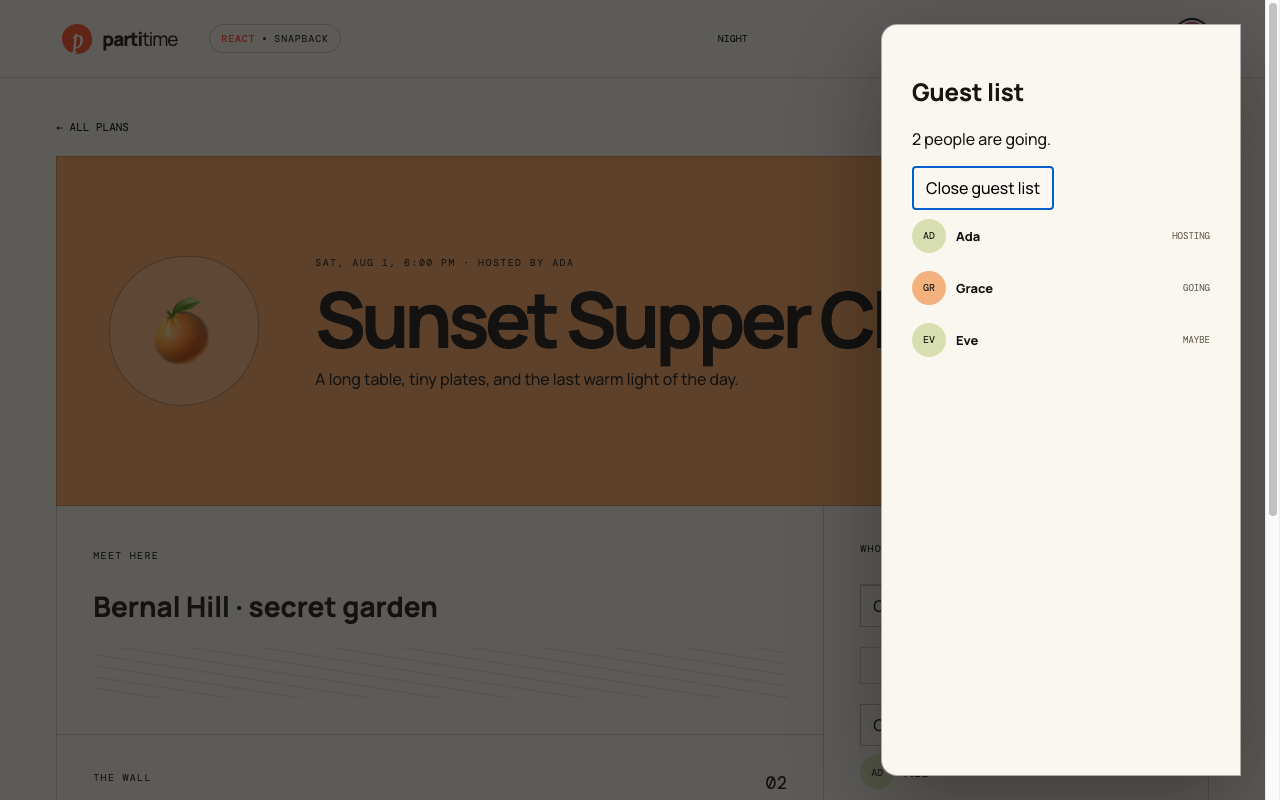 partitime
REACT • SNAPBACK
NIGHT
← ALL PLANS
SAT, AUG 1, 6:00 PM · HOSTED BY ADA
Sunset Supper
A long table, tiny plates, and the last warm light of the day.
MEET HERE
Bernal Hill · secret garden
THE WALL
02
AD
Guest list
2 people are going.
Close guest list
AD
Ada
HOSTING
GR
Grace
GOING
EV
Eve
MAYBE